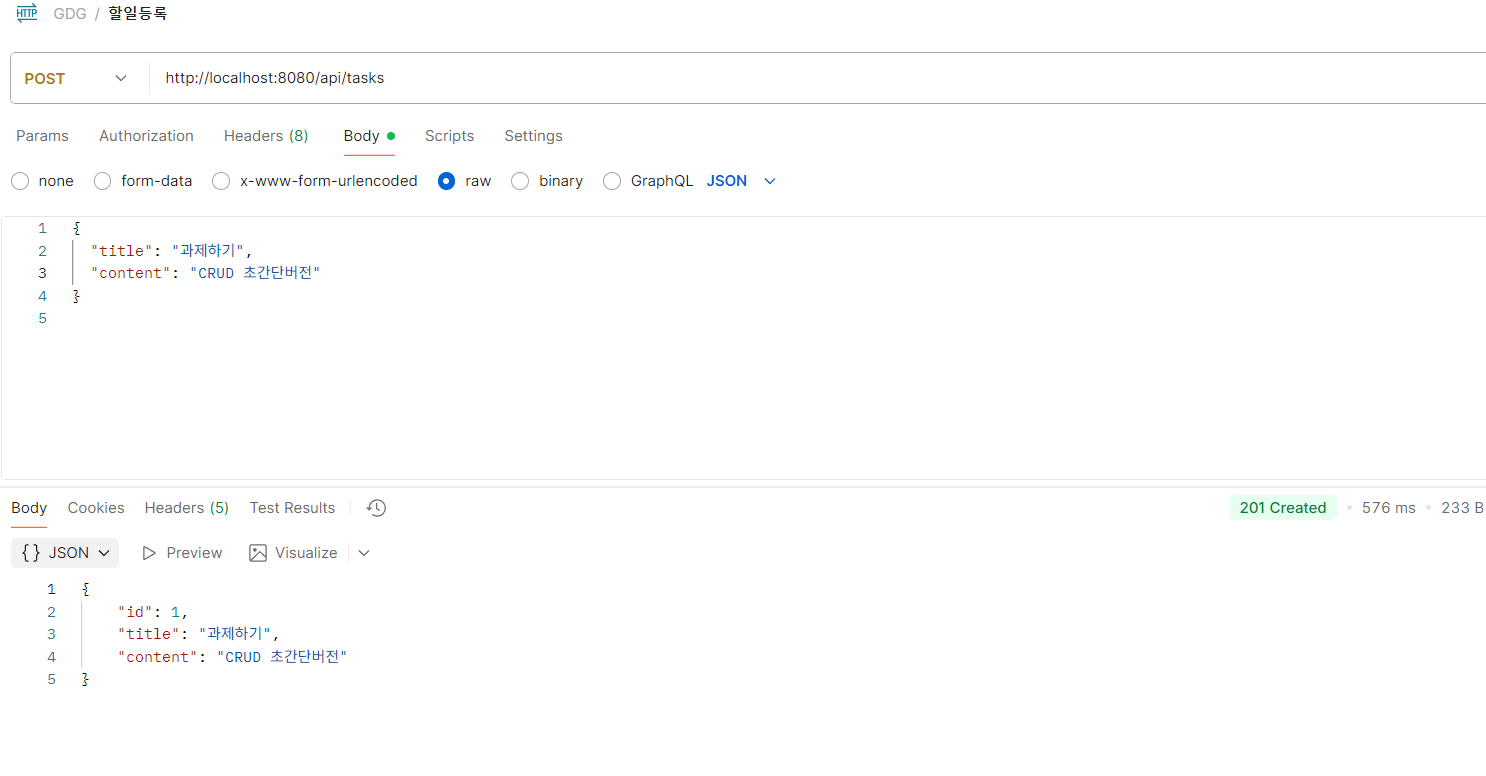 HTTP GDG / 할일등록
POST http://localhost:8080/api/tasks
Params Authorization Headers (8) Body Scripts Settings
none form-data x-www-form-urlencoded raw binary GraphQL JSON
1 {
2 "title": "과제하기",
3 "content": "CRUD 초간단버전"
4 }
5
Body Cookies Headers (5) Test Results 201 Created • 576 ms • 233 B
{} JSON Preview Visualize
1 {
2 "id": 1,
3 "title": "과제하기",
4 "content": "CRUD 초간단버전"
5 }